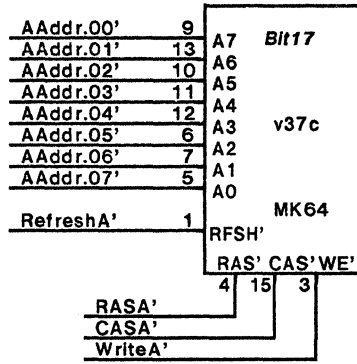 AAddr.00' 9 A7 Bit17
AAddr.01' 13 A6
AAddr.02' 10 A5
AAddr.03' 11 A4
AAddr.04' 12 A3 v37c
AAddr.05' 6 A2
AAddr.06' 7 A1
AAddr.07' 5 A0
MK64
RefreshA' 1 RFSH'
RAS' CAS' WE'
4 15 3
RASA'
CASA'
WriteA'